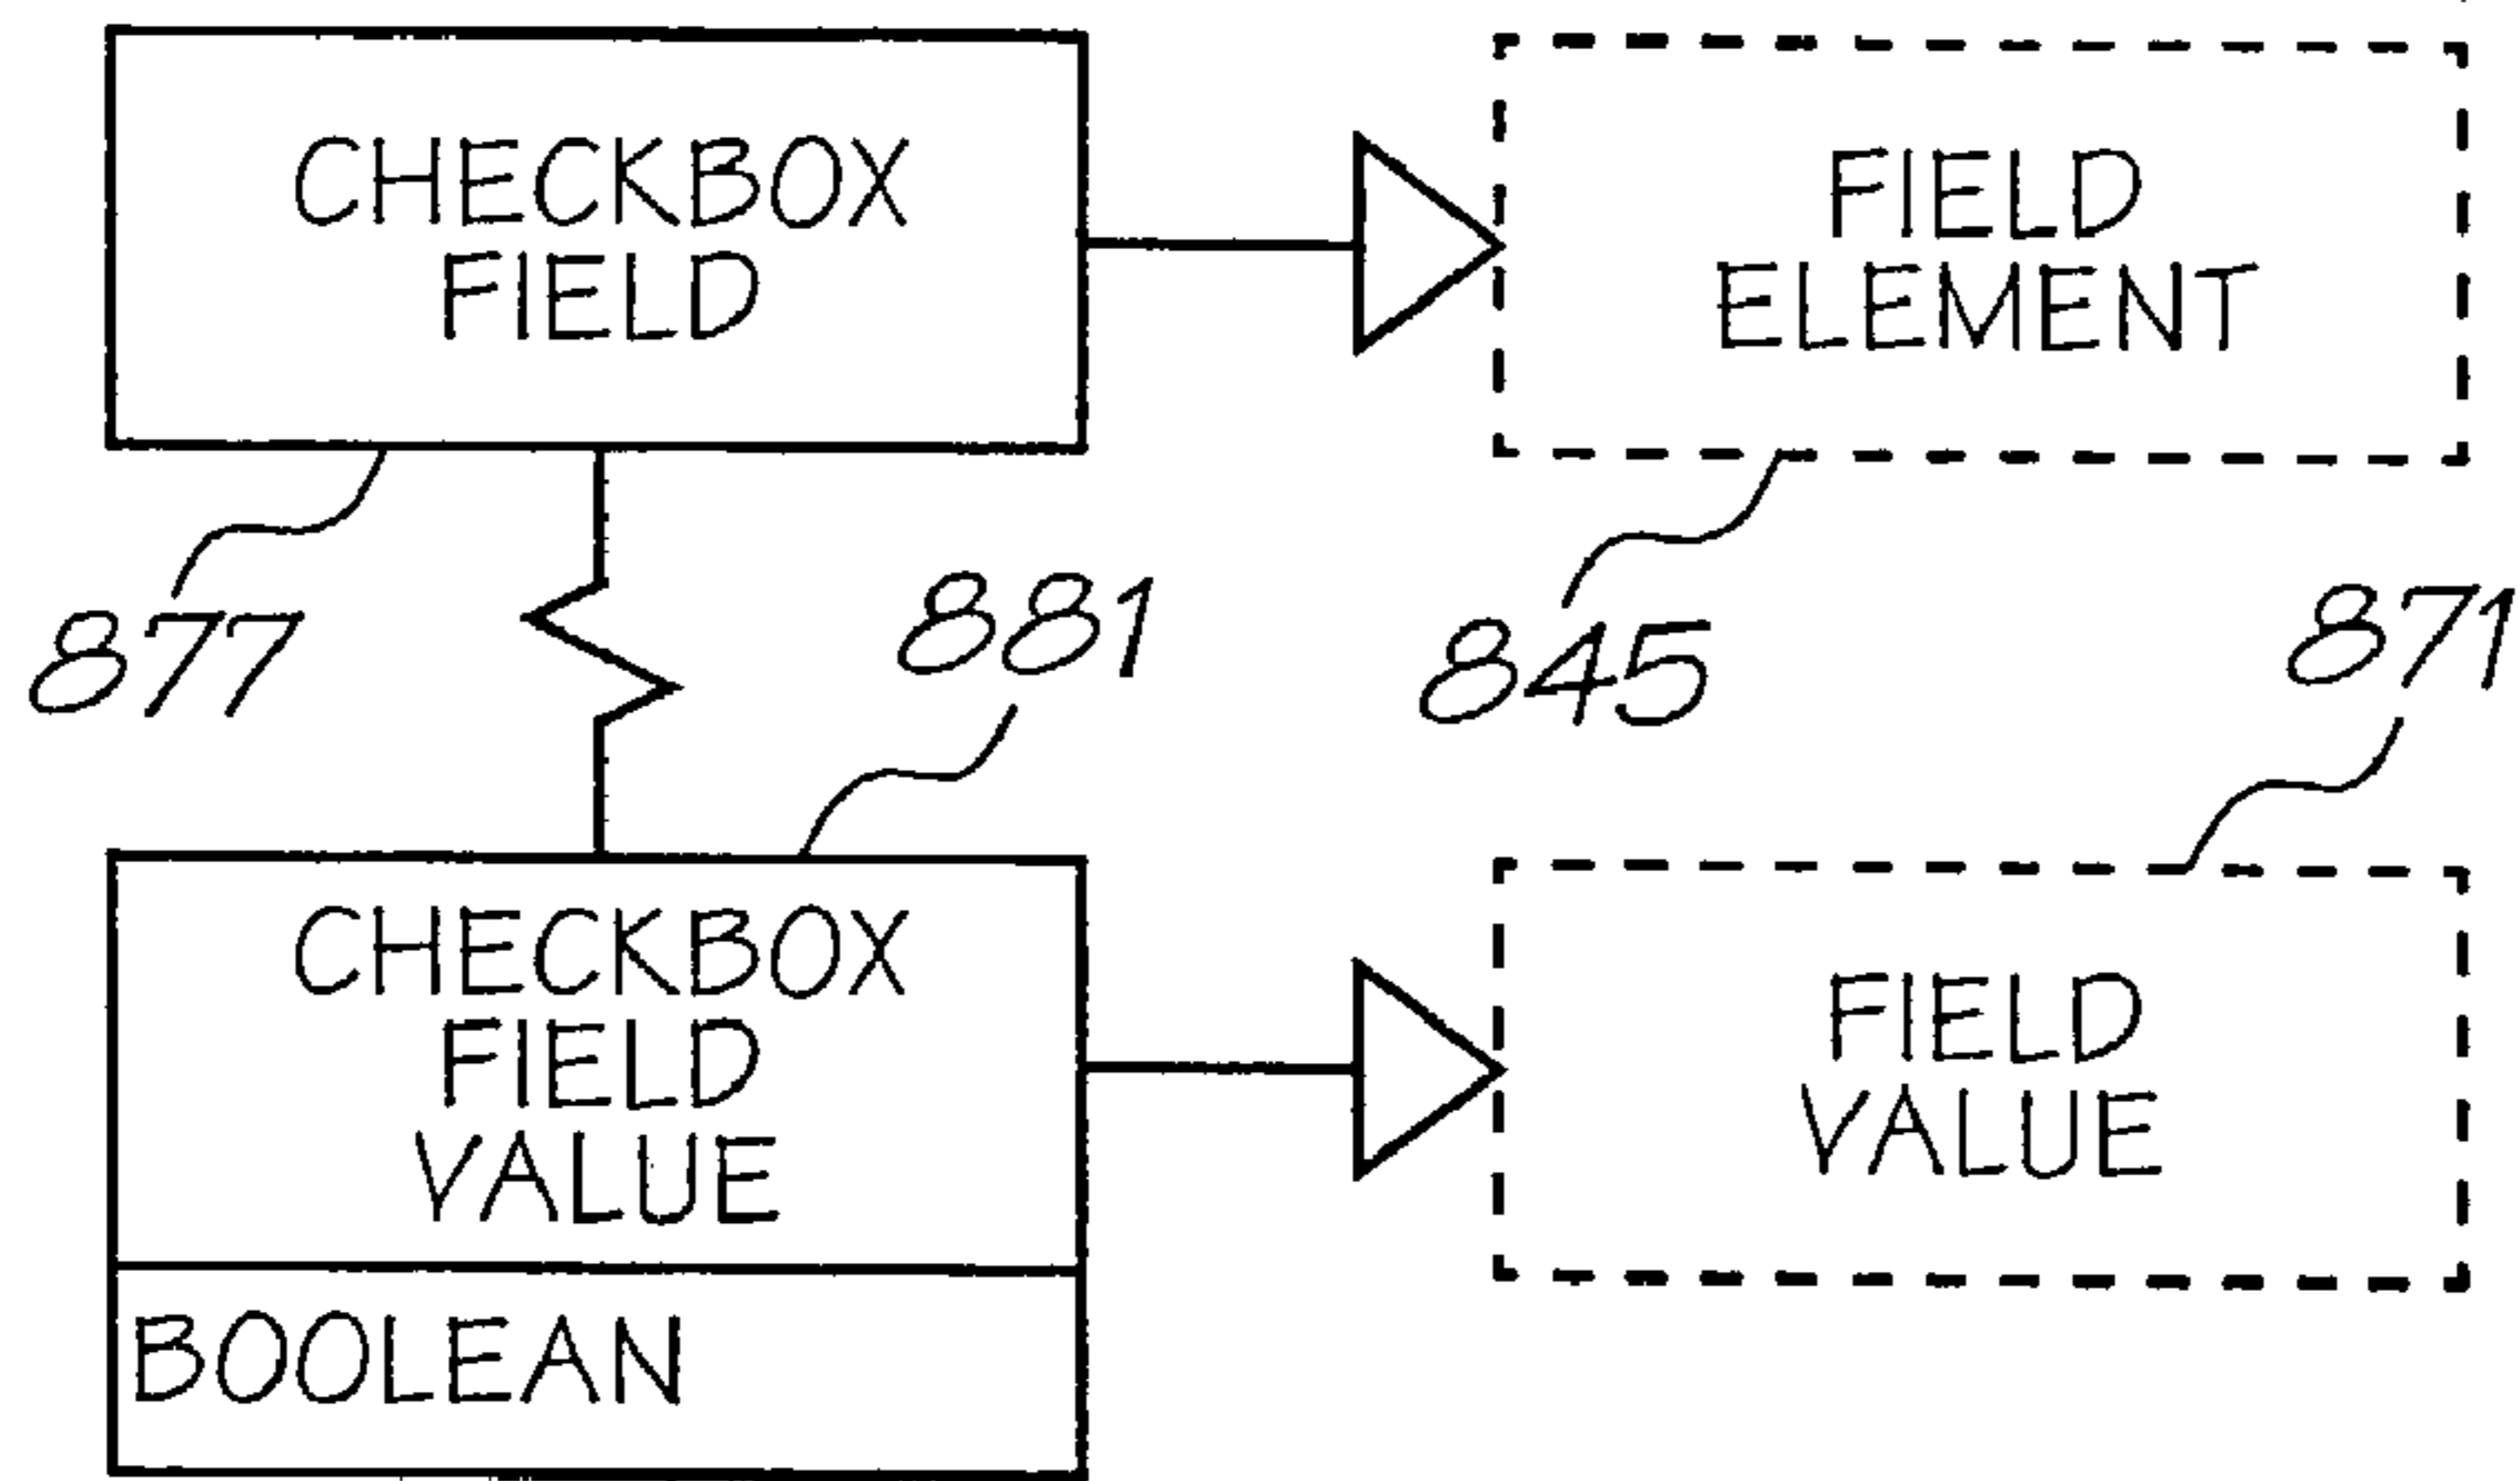 CHECKBOX
FIELD
FIELD
ELEMENT
877
881
845
871
CHECKBOX
FIELD
VALUE
FIELD
VALUE
BOOLEAN